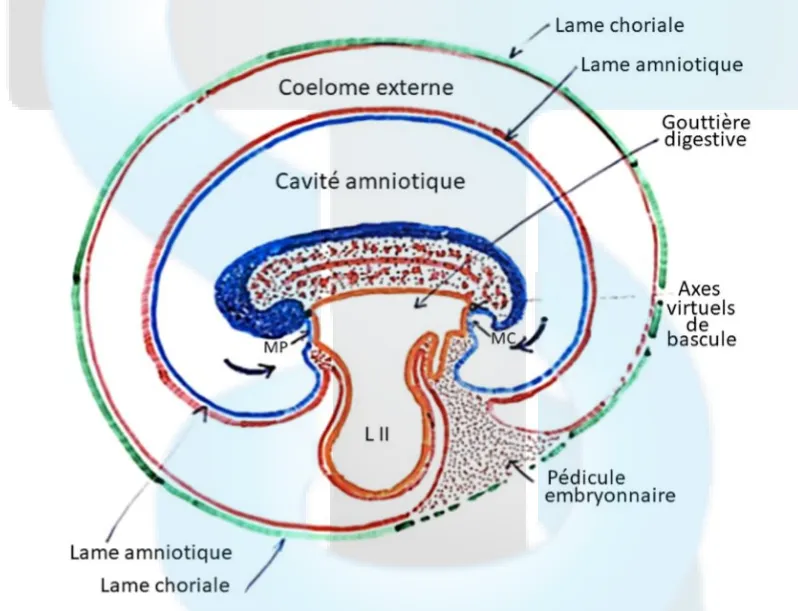 Lame choriale
Lame amniotique
Coelome externe
Gouttière
digestive
Cavité amniotique
Axes
virtuels
de
bascule
MP
MC
L II
Pédicule
embryonnaire
Lame amniotique
Lame choriale